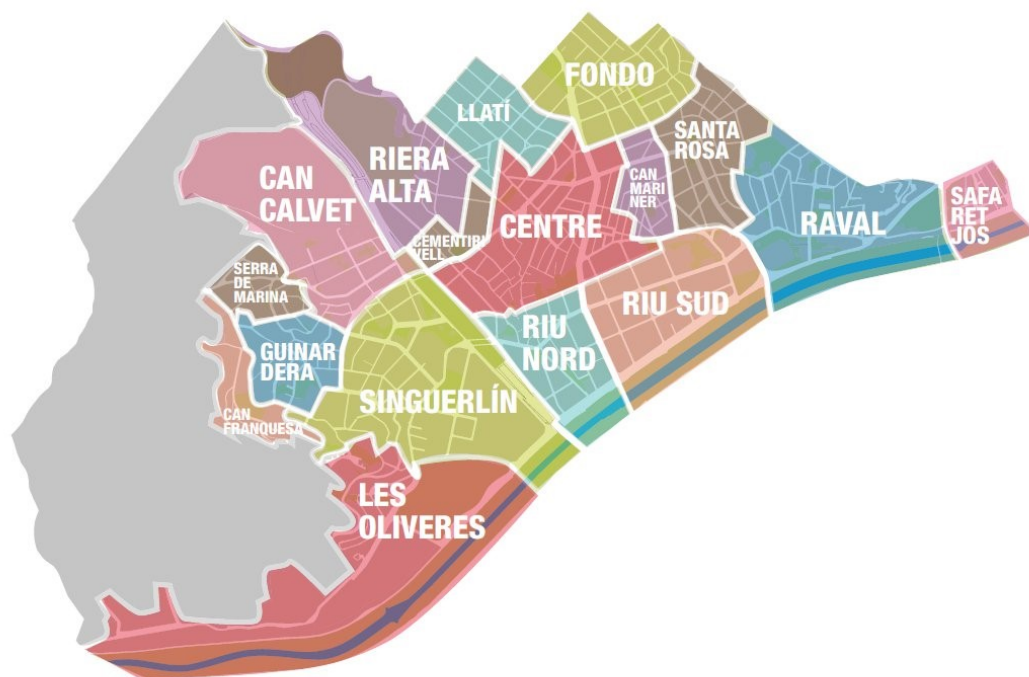 FONDO
LLATÍ
SANTA
ROSA
RIERA
ALTA
CAN
CALVET
CAN
MARI
NER
CENTRE
RAVAL
SAFA
RET
JOS
CEMENTIRI
VELL
SERRA
DE
MARINA
RIU SUD
RIU
NORD
GUINAR
DERA
SINGUERLÍN
CAN
FRANQUESA
LES
OLIVERES